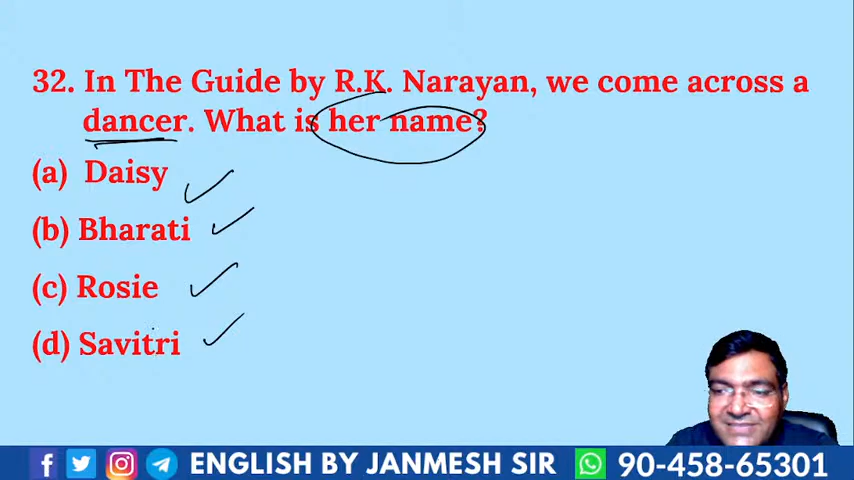 32. In The Guide by R.K. Narayan, we come across a
dancer. What is her name?
(a) Daisy
(b) Bharati
(c) Rosie
(d) Savitri
ENGLISH BY JANMESH SIR 90-458-65301